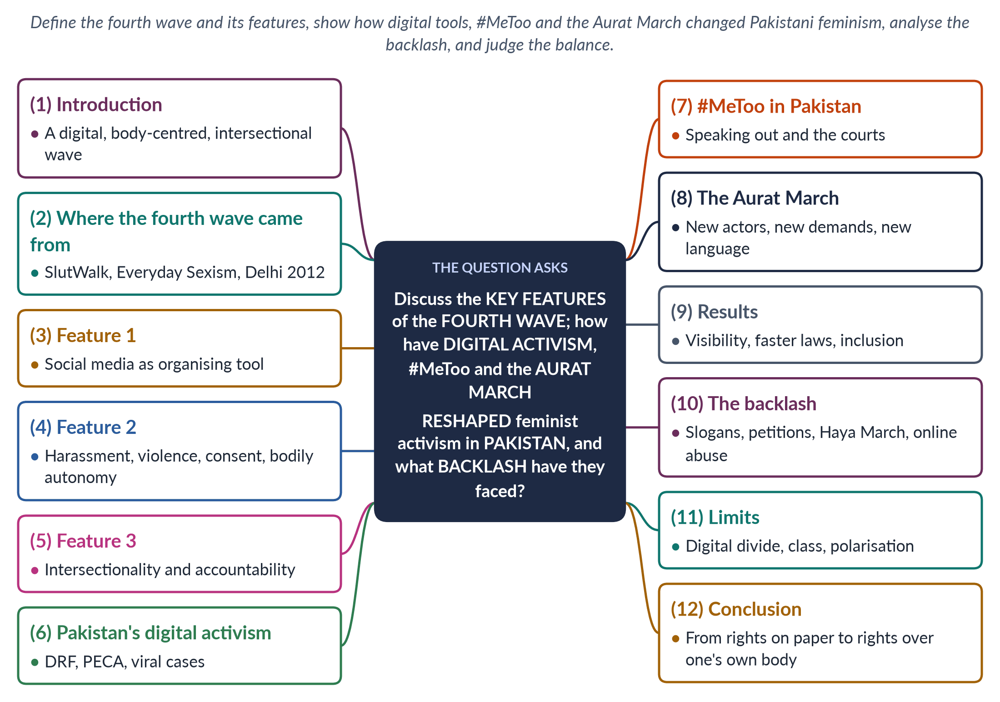 Define the fourth wave and its features, show how digital tools, #MeToo and the Aurat March changed Pakistani feminism, analyse the
backlash, and judge the balance.
(1) Introduction
● A digital, body-centred, intersectional
wave
(2) Where the fourth wave came
from
● SlutWalk, Everyday Sexism, Delhi 2012
(3) Feature 1
● Social media as organising tool
(4) Feature 2
● Harassment, violence, consent, bodily
autonomy
(5) Feature 3
● Intersectionality and accountability
(6) Pakistan's digital activism
● DRF, PECA, viral cases
THE QUESTION ASKS
Discuss the KEY FEATURES
of the FOURTH WAVE; how
have DIGITAL ACTIVISM,
#MeToo and the AURAT
MARCH
RESHAPED feminist
activism in PAKISTAN, and
what BACKLASH have they
faced?
(7) #MeToo in Pakistan
● Speaking out and the courts
(8) The Aurat March
● New actors, new demands, new
language
(9) Results
● Visibility, faster laws, inclusion
(10) The backlash
● Slogans, petitions, Haya March, online
abuse
(11) Limits
● Digital divide, class, polarisation
(12) Conclusion
● From rights on paper to rights over
one's own body